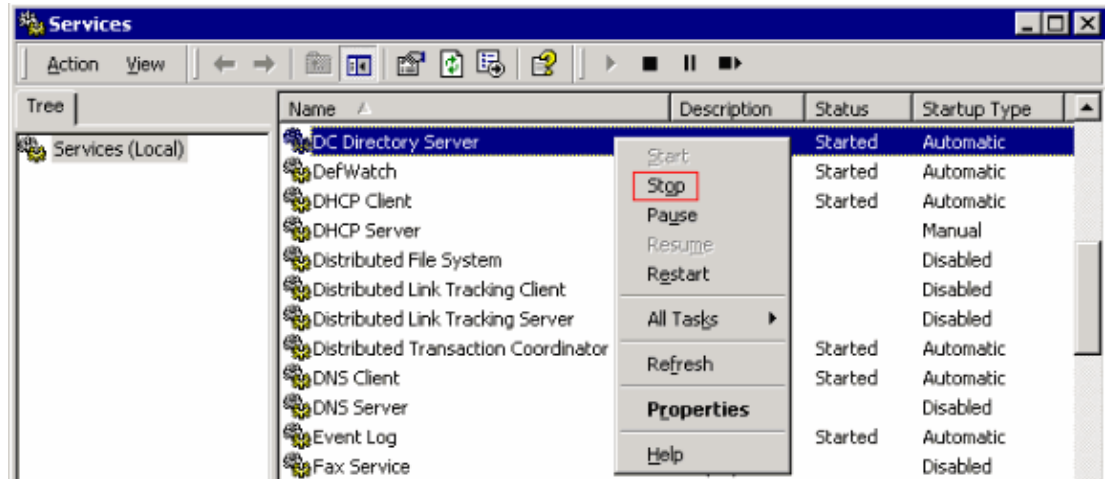 Services
Action View
Tree
Name Description Status Startup Type
Services (Local)
DC Directory Server Started Automatic
DefWatch Started Automatic
DHCP Client Started Automatic
DHCP Server Manual
Distributed File System Disabled
Distributed Link Tracking Client Disabled
Distributed Link Tracking Server Disabled
Distributed Transaction Coordinator Started Automatic
DNS Client Started Automatic
DNS Server Disabled
Event Log Started Automatic
Fax Service Disabled
Start
Stop
Pause
Resume
Restart
All Tasks
Refresh
Properties
Help